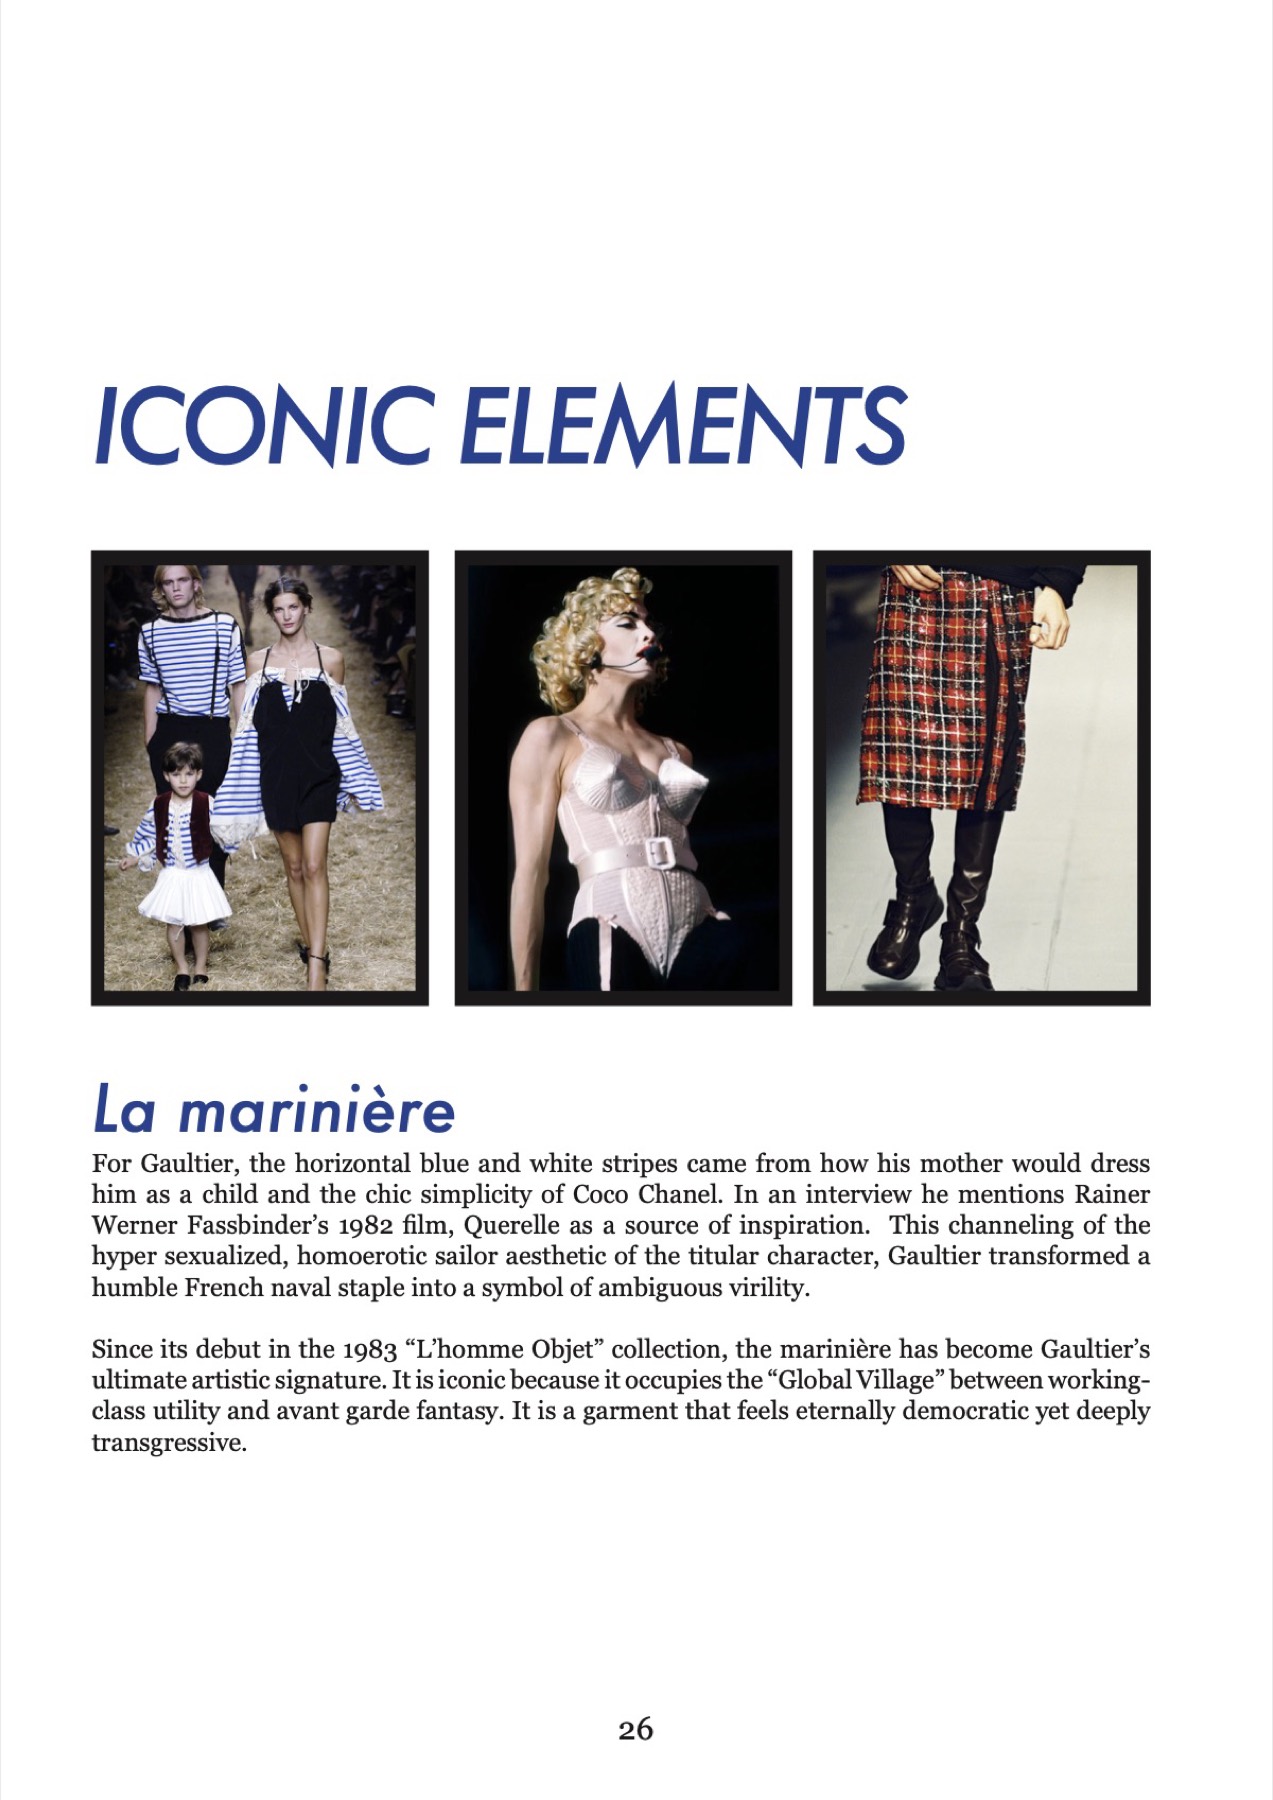 ICONIC ELEMENTS
La marinière
For Gaultier, the horizontal blue and white stripes came from how his mother would dress
him as a child and the chic simplicity of Coco Chanel. In an interview he mentions Rainer
Werner Fassbinder’s 1982 film, Querelle as a source of inspiration.  This channeling of the
hyper sexualized, homoerotic sailor aesthetic of the titular character, Gaultier transformed a
humble French naval staple into a symbol of ambiguous virility.
Since its debut in the 1983 “L’homme Objet” collection, the marinière has become Gaultier’s
ultimate artistic signature. It is iconic because it occupies the “Global Village” between working-
class utility and avant garde fantasy. It is a garment that feels eternally democratic yet deeply
transgressive.
26